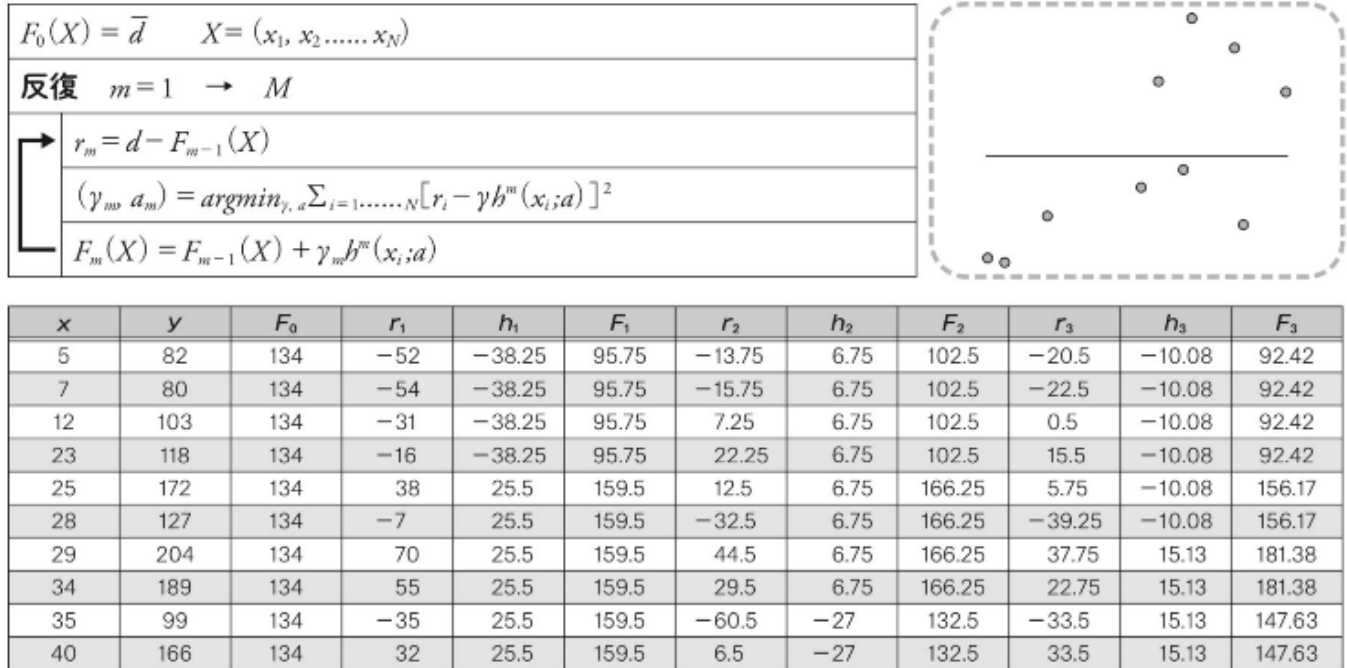 F₀(X) = d̅  X = (x₁, x₂......x_N)
反復 m = 1 → M
r_m = d − F_{m−1}(X)
(γ_m, a_m) = argmin_{γ, a} Σ_{i=1......N} [r_i − γh^m(x_i;a)]²
F_m(X) = F_{m−1}(X) + γ_m h^m(x_i;a)
x y F₀ r₁ h₁ F₁ r₂ h₂ F₂ r₃ h₃ F₃
5 82 134 −52 −38.25 95.75 −13.75 6.75 102.5 −20.5 −10.08 92.42
7 80 134 −54 −38.25 95.75 −15.75 6.75 102.5 −22.5 −10.08 92.42
12 103 134 −31 −38.25 95.75 7.25 6.75 102.5 0.5 −10.08 92.42
23 118 134 −16 −38.25 95.75 22.25 6.75 102.5 15.5 −10.08 92.42
25 172 134 38 25.5 159.5 12.5 6.75 166.25 5.75 −10.08 156.17
28 127 134 −7 25.5 159.5 −32.5 6.75 166.25 −39.25 −10.08 156.17
29 204 134 70 25.5 159.5 44.5 6.75 166.25 37.75 15.13 181.38
34 189 134 55 25.5 159.5 29.5 6.75 166.25 22.75 15.13 181.38
35 99 134 −35 25.5 159.5 −60.5 −27 132.5 −33.5 15.13 147.63
40 166 134 32 25.5 159.5 6.5 −27 132.5 33.5 15.13 147.63